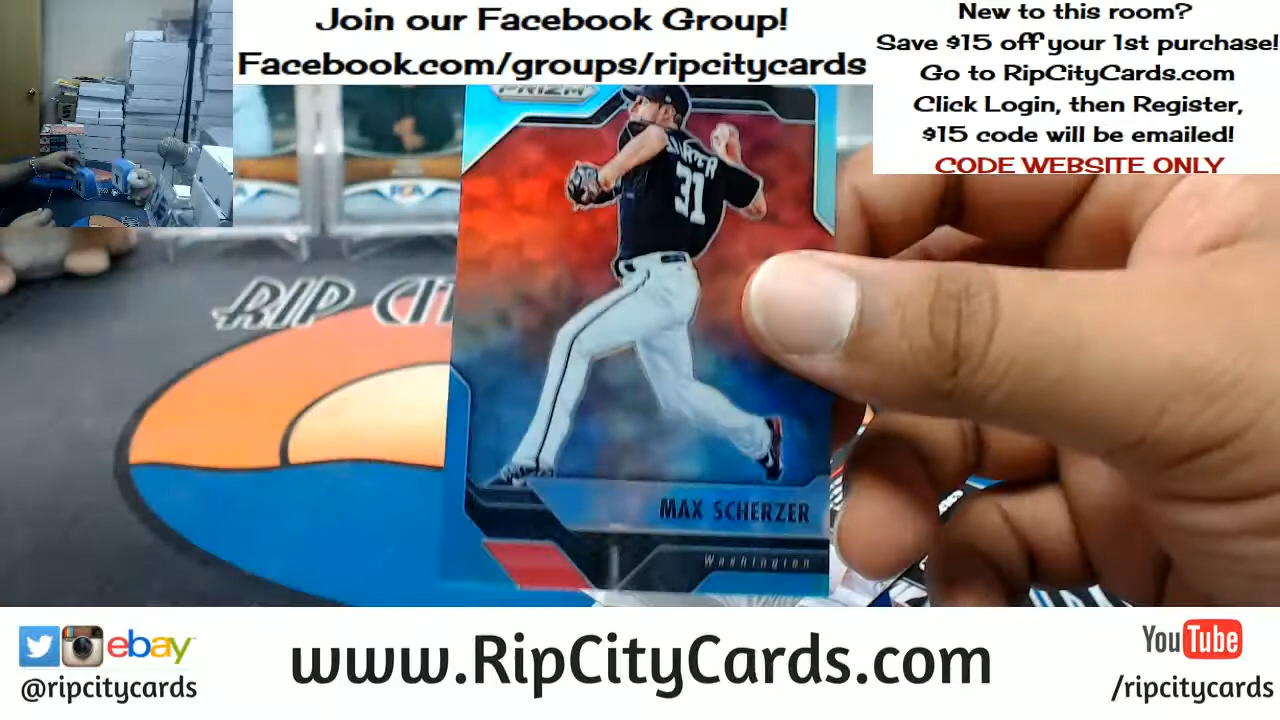 Join our Facebook Group!
Facebook.com/groups/ripcitycards
New to this room?
Save $15 off your 1st purchase!
Go to RipCityCards.com
Click Login, then Register,
$15 code will be emailed!
CODE WEBSITE ONLY
PRIZM
31
RIP CIT
MAX SCHERZER
Washington
ebay
@ripcitycards
www.RipCityCards.com
YouTube
/ripcitycards